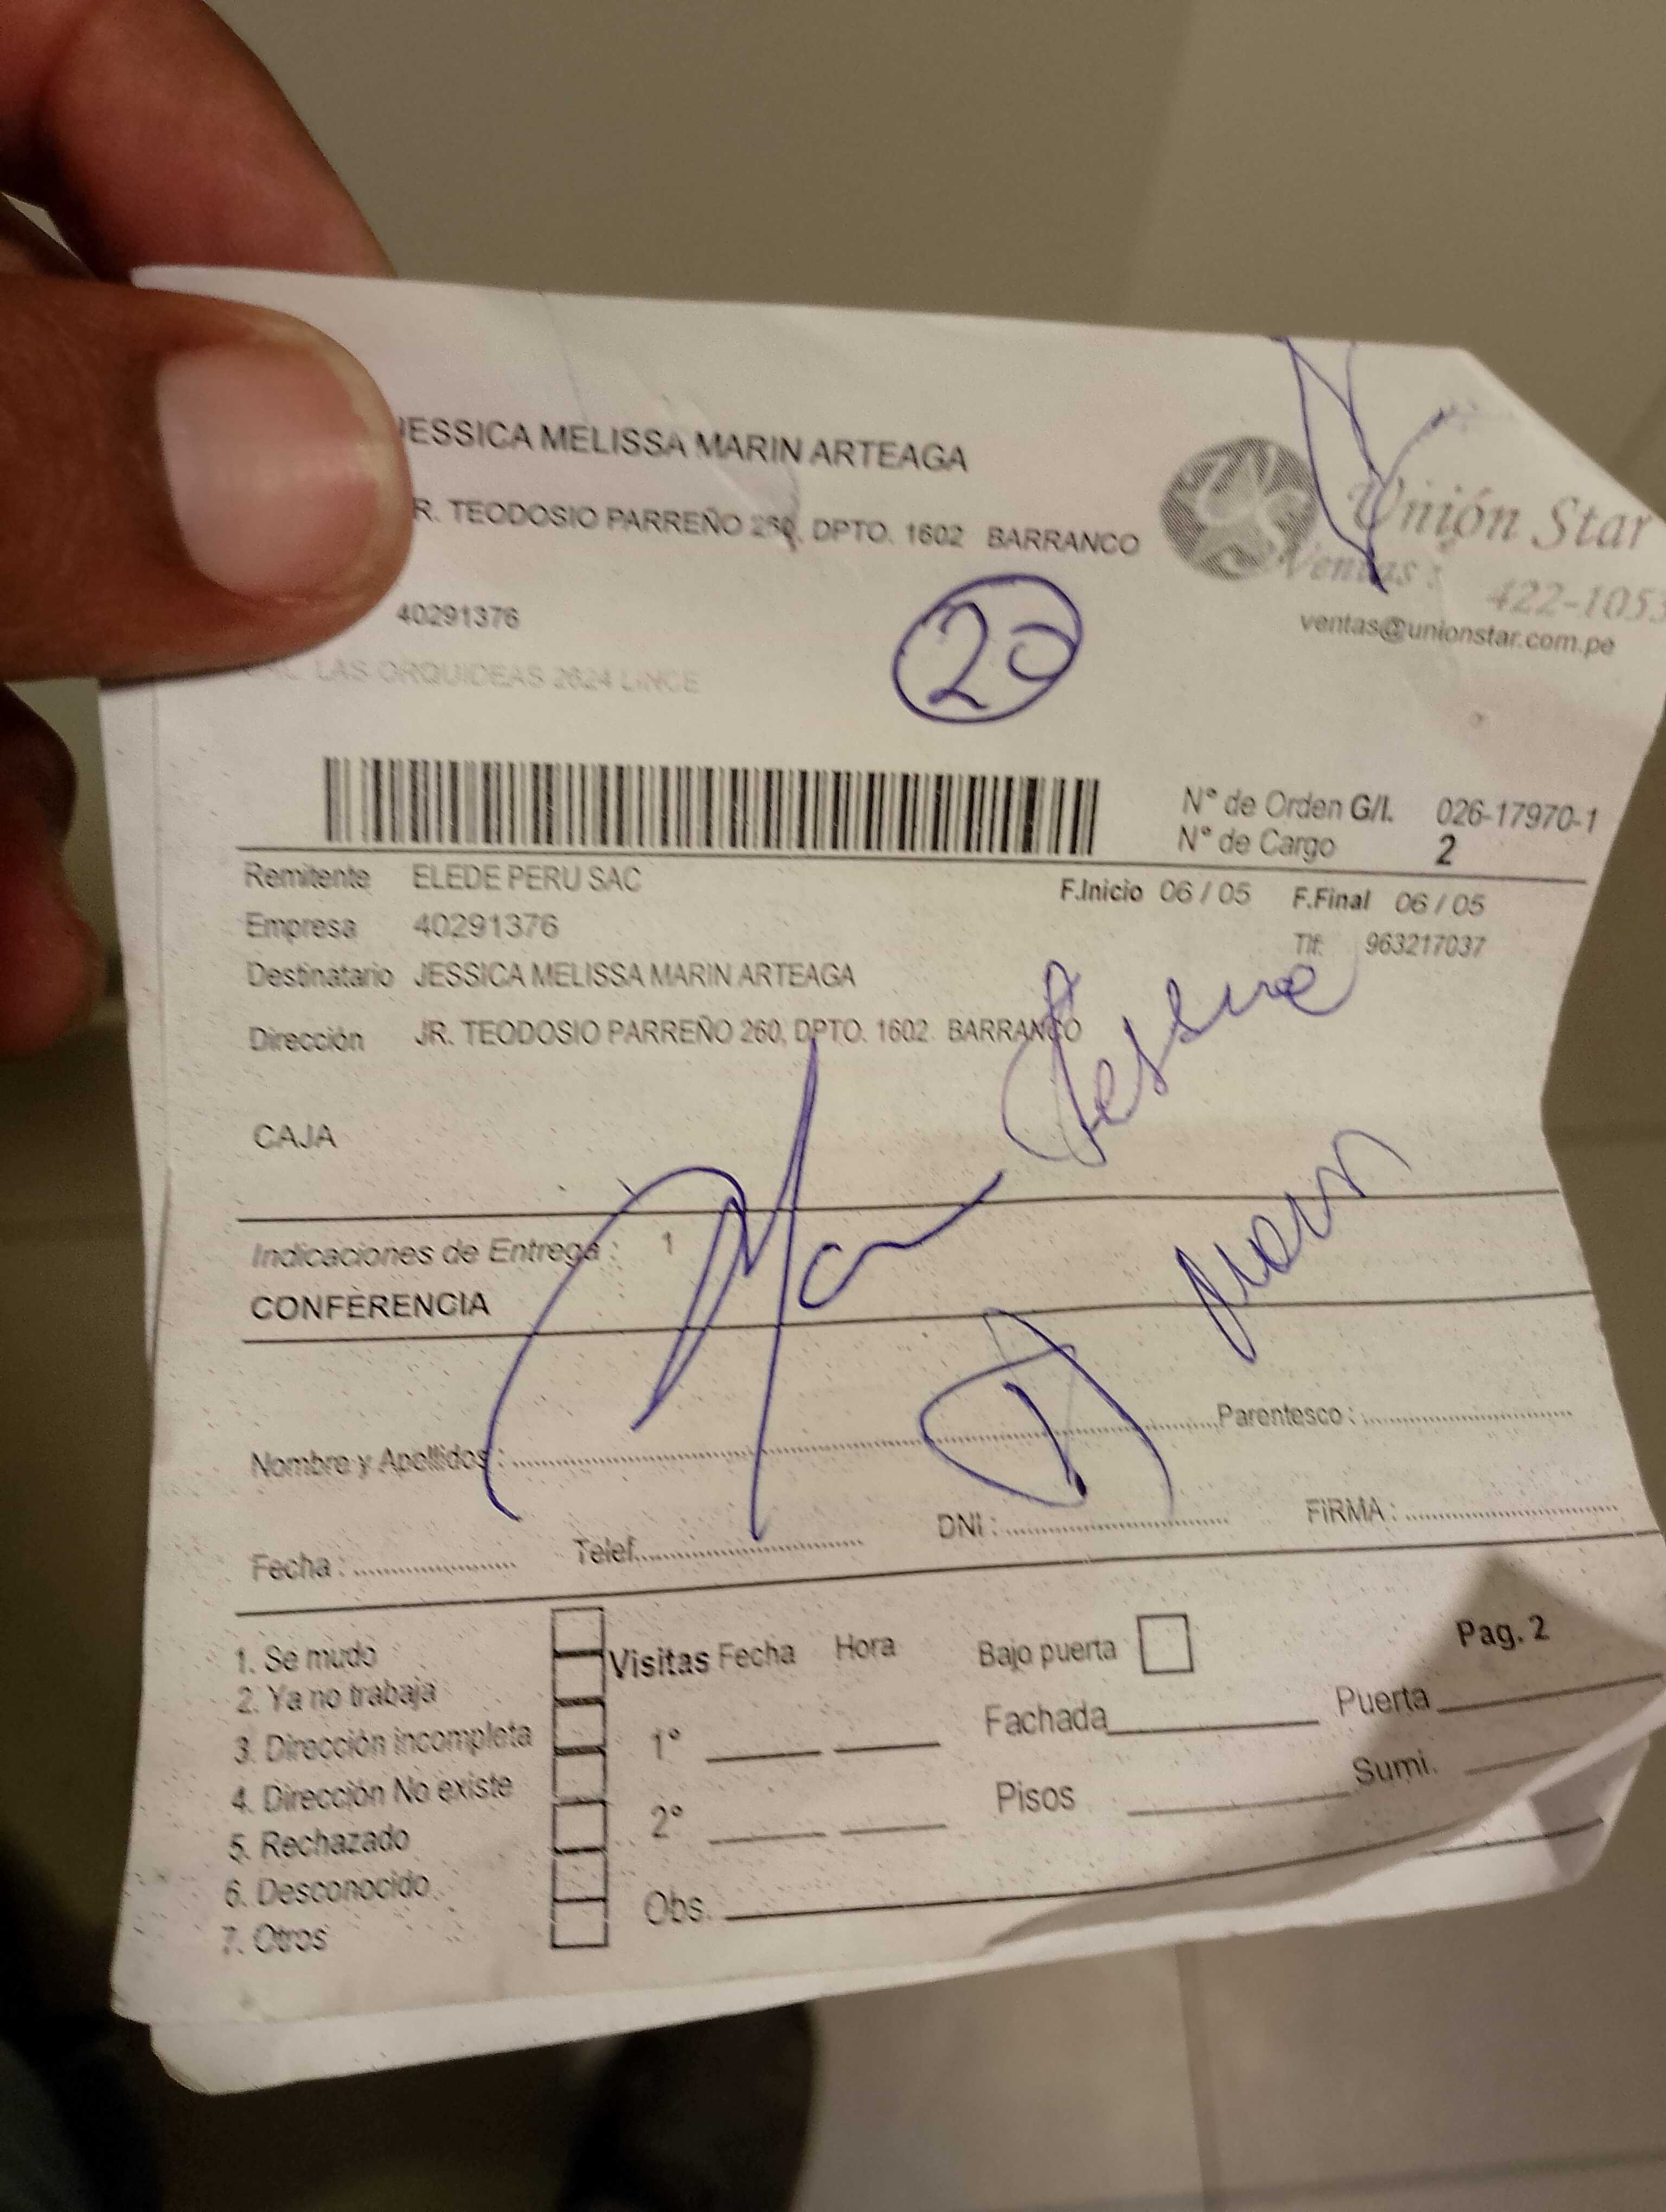 JESSICA MELISSA MARIN ARTEAGA
R. TEODOSIO PARREÑO 260, DPTO. 1602 BARRANCO
Unión Star
Ventas : 422-1053
ventas@unionstar.com.pe
40291376
20
LAS ORQUIDEAS 2624 LINCE
N° de Orden G/I. 026-17970-1
N° de Cargo 2
Remitente ELEDE PERU SAC F.Inicio 06 / 05 F.Final 06 / 05
Empresa 40291376 Tlf: 963217037
Destinatario JESSICA MELISSA MARIN ARTEAGA
Dirección JR. TEODOSIO PARREÑO 260, DPTO. 1602 BARRANCO
CAJA
Indicaciones de Entrega : 1
CONFERENCIA
Nombre y Apellidos : Parentesco :
Fecha : Telef. DNI : FIRMA :
1. Se mudo
2. Ya no trabaja
3. Dirección incompleta
4. Dirección No existe
5. Rechazado
6. Desconocido
7. Otros
Visitas Fecha Hora
1°
2°
Obs.
Bajo puerta
Fachada
Pisos
Pag. 2
Puerta
Sumi.